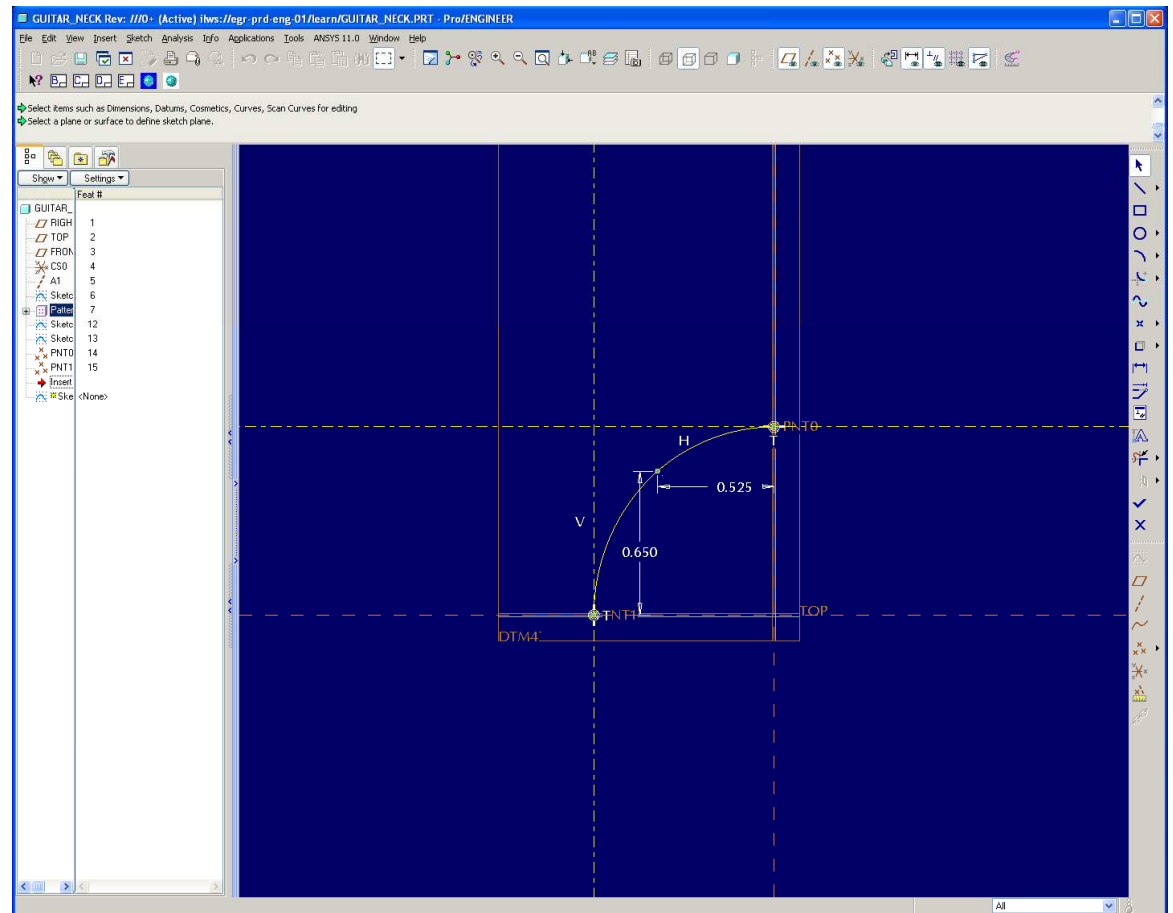 GUITAR_NECK Rev: ///0+ (Active) ilws://egr-prd-eng-01/learn/GUITAR_NECK.PRT - Pro/ENGINEER
File Edit View Insert Sketch Analysis Info Applications Tools ANSYS 11.0 Window Help
Select items such as Dimensions, Datums, Cosmetics, Curves, Scan Curves for editing
Select a plane or surface to define sketch plane.
Show Settings
Feat #
GUITAR_
RIGH 1
TOP 2
FRON 3
CS0 4
A1 5
Sketc 6
Patter 7
Sketc 12
Sketc 13
PNT0 14
PNT1 15
Insert
Ske <None>
PNT0
H
T
0.525
V
0.650
T PNT1
TOP
DTM4
All